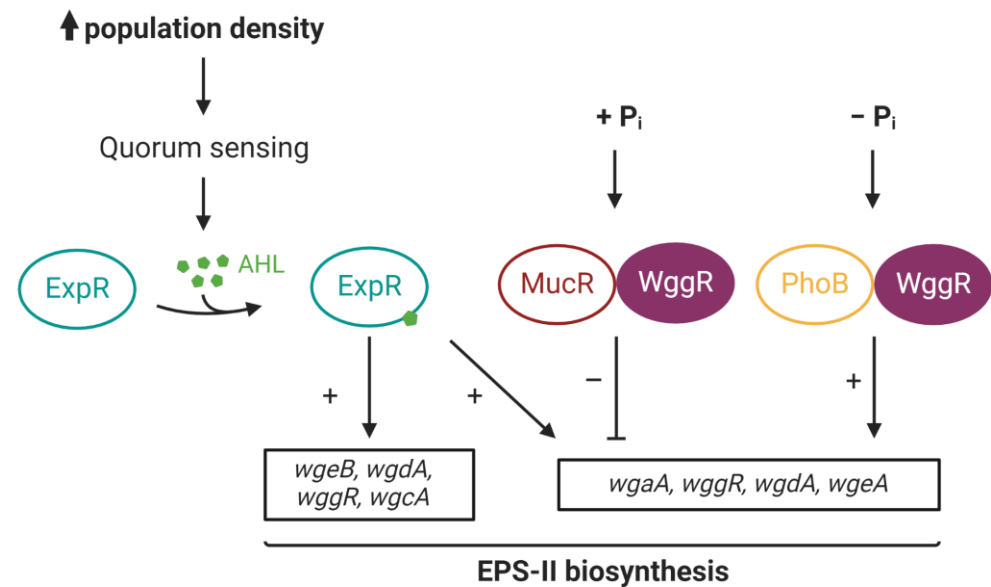 ⬆ population density
Quorum sensing
+ Pᵢ
− Pᵢ
ExpR
AHL
ExpR
MucR
WggR
PhoB
WggR
+
+
−
+
wgeB, wgdA,
wggR, wgcA
wgaA, wggR, wgdA, wgeA
EPS-II biosynthesis